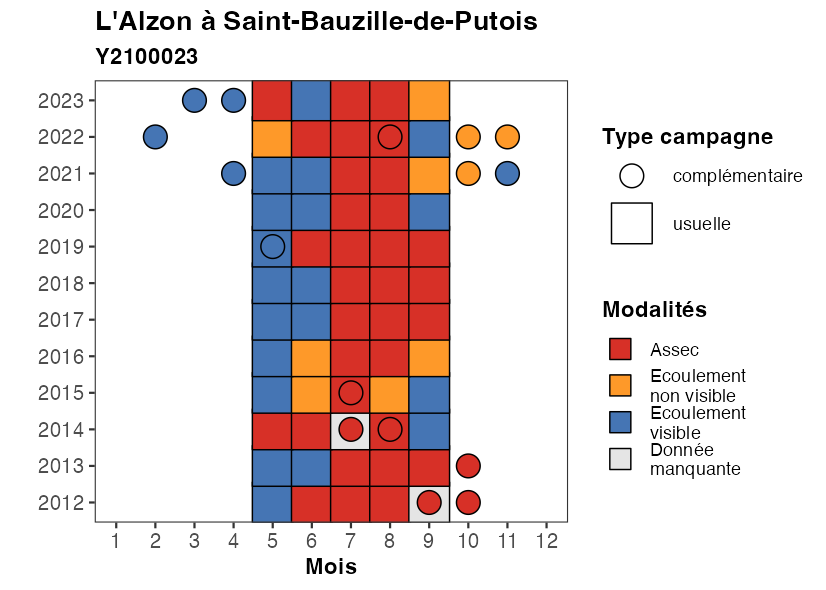 L'Alzon à Saint-Bauzille-de-Putois
Y2100023
2023
2022
2021
2020
2019
2018
2017
2016
2015
2014
2013
2012
1 2 3 4 5 6 7 8 9 10 11 12
Mois
Type campagne
complémentaire
usuelle
Modalités
Assec
Ecoulement
non visible
Ecoulement
visible
Donnée
manquante